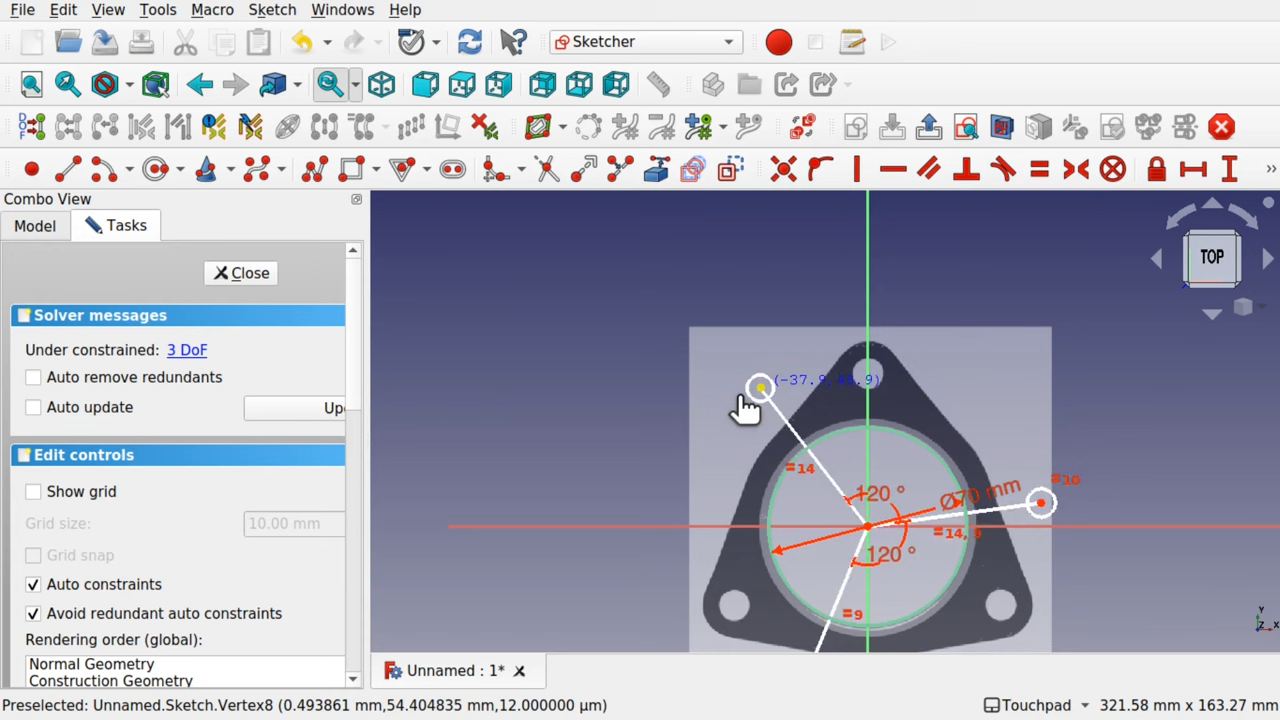 File Edit View Tools Macro Sketch Windows Help
Sketcher
»
Combo View
Model Tasks
Close
Solver messages
Under constrained: 3 DoF
Auto remove redundants
Auto update
Edit controls
Show grid
Grid size: 10.00 mm
Grid snap
Auto constraints
Avoid redundant auto constraints
Rendering order (global):
Normal Geometry
Construction Geometry
TOP
=14
120 °
Ø70 mm
=10
120 °
=9
Y
Z X
Unnamed : 1*
Preselected: Unnamed.Sketch.Vertex8 (0.493861 mm,54.404835 mm,12.000000 µm)
Touchpad 321.58 mm x 163.27 mm